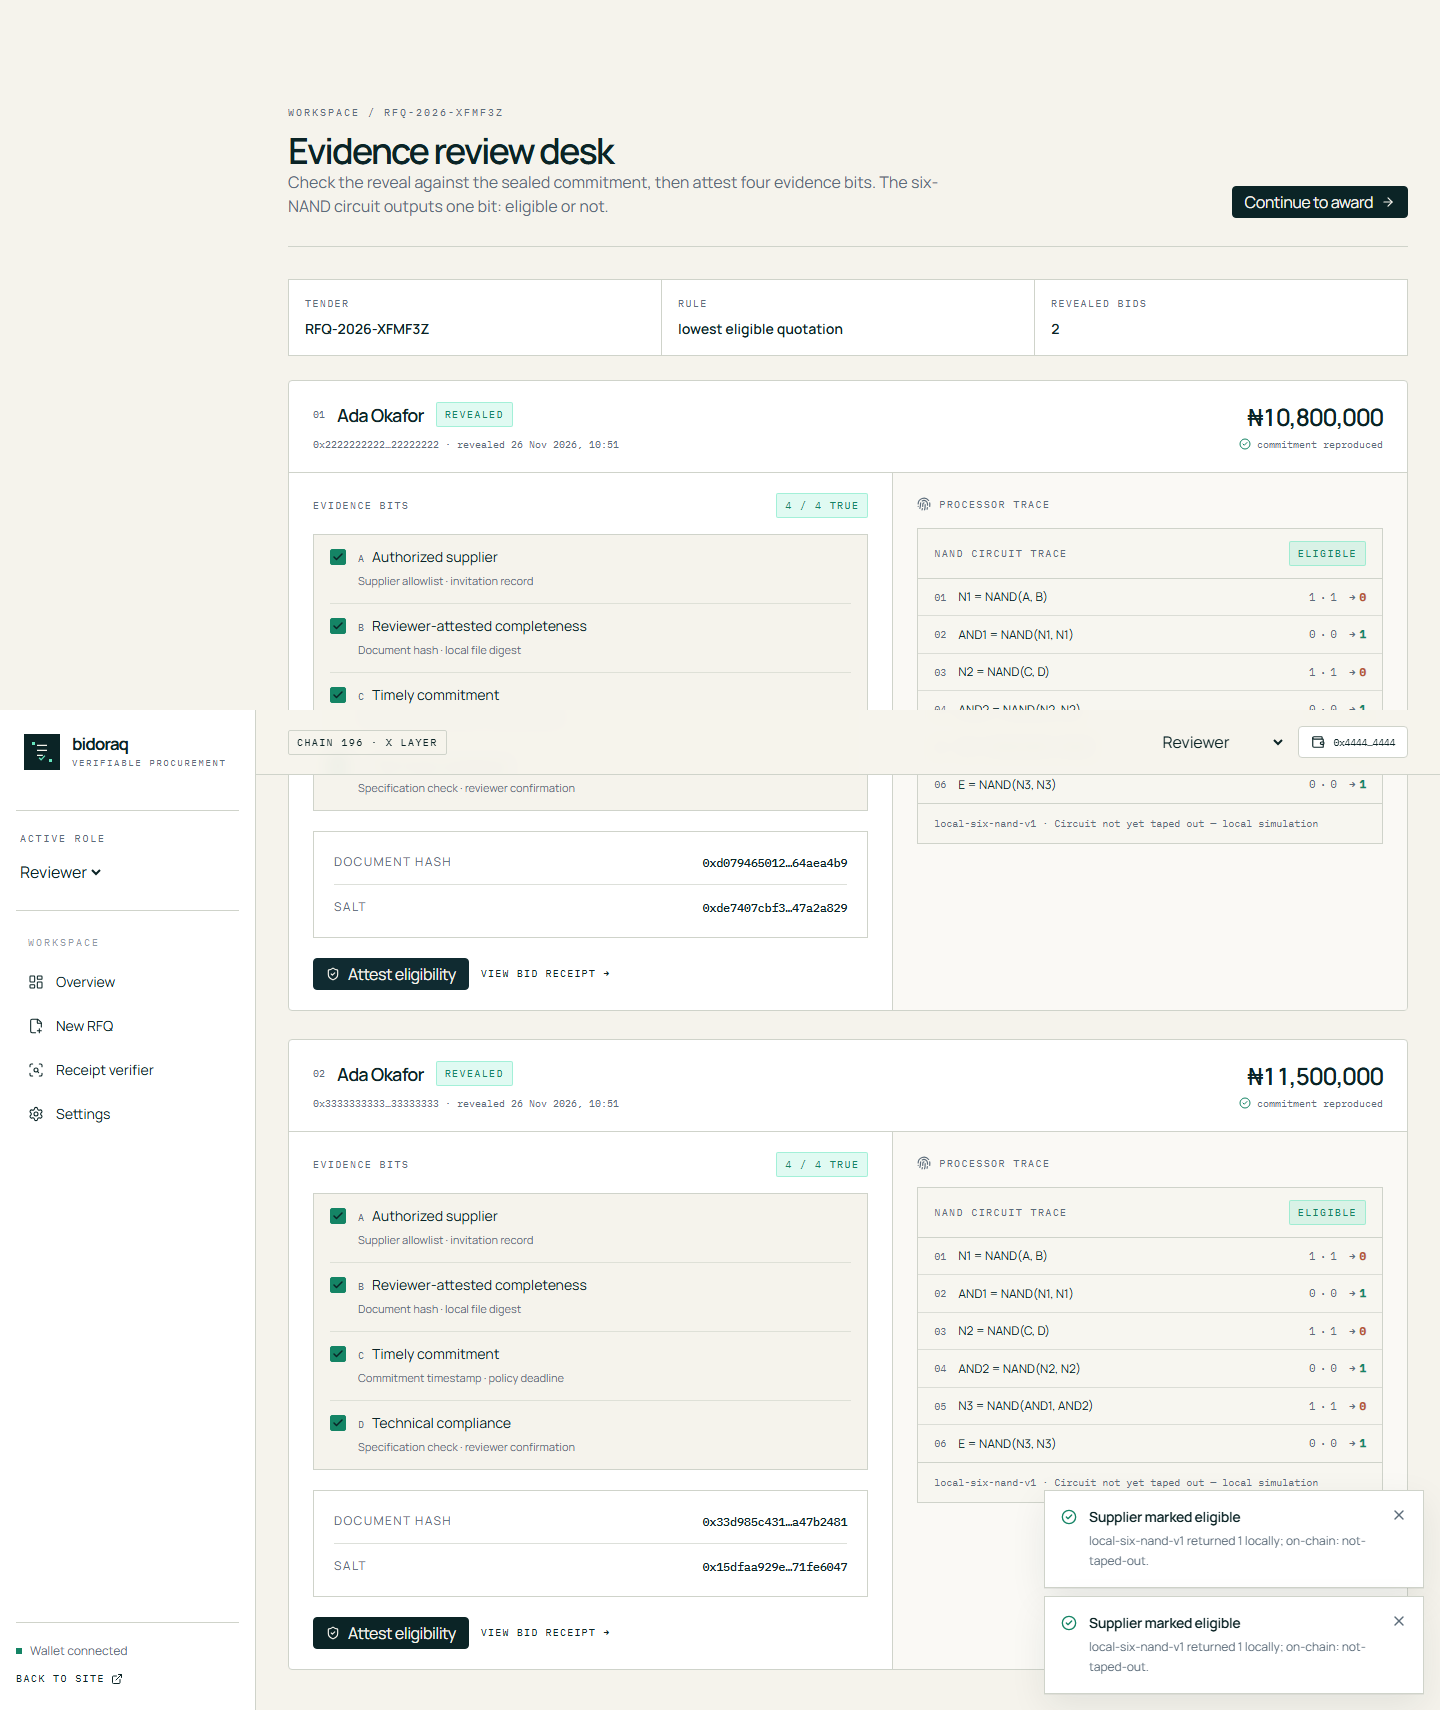 WORKSPACE / RFQ-2026-XFMF3Z
Evidence review desk
Check the reveal against the sealed commitment, then attest four evidence bits. The six-
NAND circuit outputs one bit: eligible or not.
Continue to award →
TENDER
RFQ-2026-XFMF3Z
RULE
lowest eligible quotation
REVEALED BIDS
2
01 Ada Okafor REVEALED
0x2222222222…22222222 · revealed 26 Nov 2026, 10:51
₦10,800,000
commitment reproduced
EVIDENCE BITS
4 / 4 TRUE
A Authorized supplier
Supplier allowlist · invitation record
B Reviewer-attested completeness
Document hash · local file digest
C Timely commitment
PROCESSOR TRACE
NAND CIRCUIT TRACE
ELIGIBLE
01 N1 = NAND(A, B) 1 · 1 → 0
02 AND1 = NAND(N1, N1) 0 · 0 → 1
03 N2 = NAND(C, D) 1 · 1 → 0
04 AND2 = NAND(N2, N2) 0 · 0 → 1
bidoraq
VERIFIABLE PROCUREMENT
CHAIN 196 · X LAYER
Reviewer
0x4444…4444
Specification check · reviewer confirmation
06 E = NAND(N3, N3) 0 · 0 → 1
local-six-nand-v1 · Circuit not yet taped out — local simulation
DOCUMENT HASH 0xd079465012…64aea4b9
SALT 0xde7407cbf3…47a2a829
Attest eligibility
VIEW BID RECEIPT →
ACTIVE ROLE
Reviewer
WORKSPACE
Overview
New RFQ
Receipt verifier
Settings
02 Ada Okafor REVEALED
0x3333333333…33333333 · revealed 26 Nov 2026, 10:51
₦11,500,000
commitment reproduced
EVIDENCE BITS
4 / 4 TRUE
A Authorized supplier
Supplier allowlist · invitation record
B Reviewer-attested completeness
Document hash · local file digest
C Timely commitment
Commitment timestamp · policy deadline
D Technical compliance
Specification check · reviewer confirmation
PROCESSOR TRACE
NAND CIRCUIT TRACE
ELIGIBLE
01 N1 = NAND(A, B) 1 · 1 → 0
02 AND1 = NAND(N1, N1) 0 · 0 → 1
03 N2 = NAND(C, D) 1 · 1 → 0
04 AND2 = NAND(N2, N2) 0 · 0 → 1
05 N3 = NAND(AND1, AND2) 1 · 1 → 0
06 E = NAND(N3, N3) 0 · 0 → 1
local-six-nand-v1 · Circuit not yet taped out — local simulation
DOCUMENT HASH 0x33d985c431…a47b2481
SALT 0x15dfaa929e…71fe6047
Attest eligibility
VIEW BID RECEIPT →
Supplier marked eligible
local-six-nand-v1 returned 1 locally; on-chain: not-
taped-out.
Supplier marked eligible
local-six-nand-v1 returned 1 locally; on-chain: not-
taped-out.
Wallet connected
BACK TO SITE